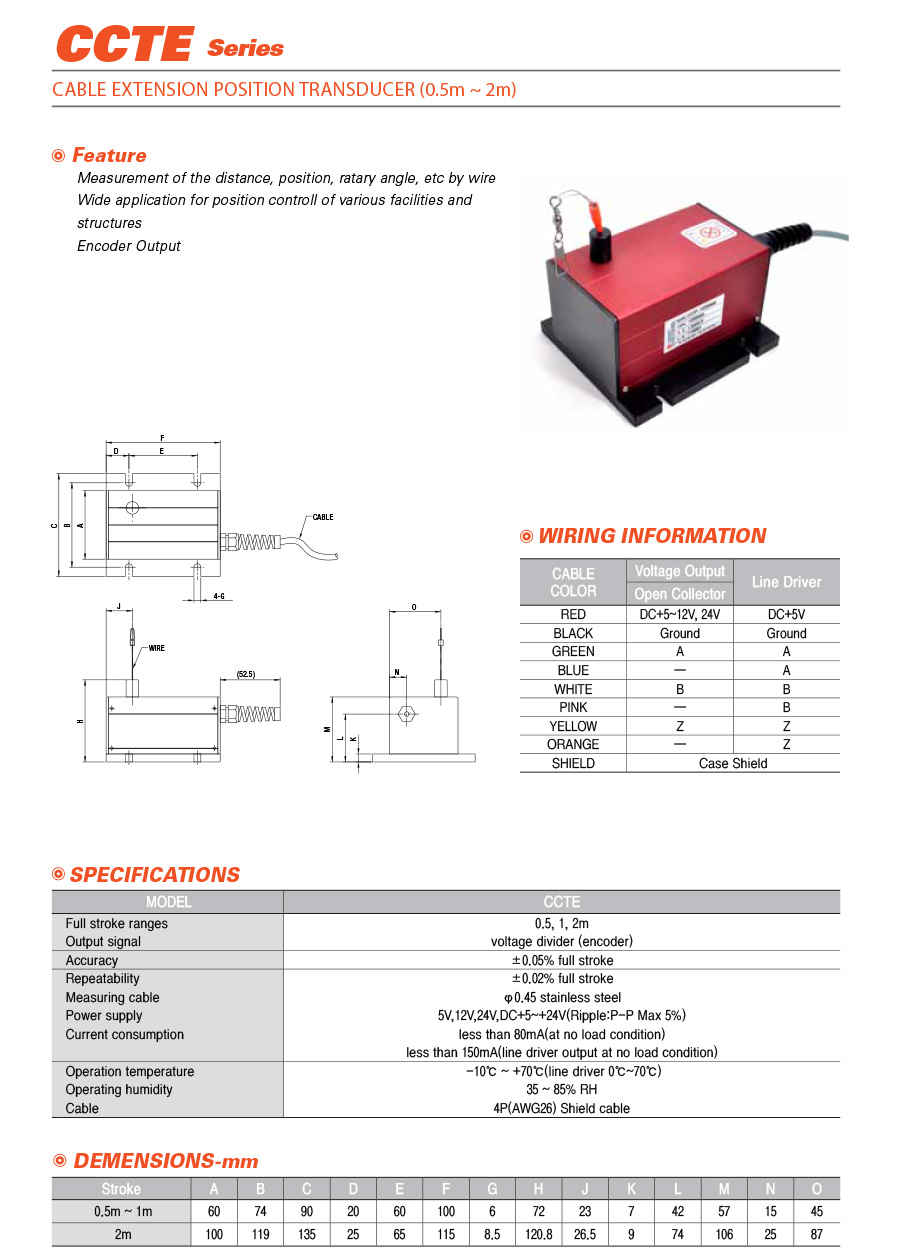 CCTE Series
CABLE EXTENSION POSITION TRANSDUCER (0.5m ~ 2m)
Feature
Measurement of the distance, position, ratary angle, etc by wire
Wide application for position controll of various facilities and
structures
Encoder Output
F
D E
C B A
CABLE
4-G
J
WIRE
(52.5)
H
O
N
M L K
WIRING INFORMATION
CABLE COLOR Voltage Output Line Driver
Open Collector
RED DC+5~12V, 24V DC+5V
BLACK Ground Ground
GREEN A A
BLUE — A
WHITE B B
PINK — B
YELLOW Z Z
ORANGE — Z
SHIELD Case Shield
SPECIFICATIONS
MODEL CCTE
Full stroke ranges 0.5, 1, 2m
Output signal voltage divider (encoder)
Accuracy ±0.05% full stroke
Repeatability ±0.02% full stroke
Measuring cable φ0.45 stainless steel
Power supply 5V,12V,24V,DC+5~+24V(Ripple:P-P Max 5%)
Current consumption less than 80mA(at no load condition)
less than 150mA(line driver output at no load condition)
Operation temperature -10℃ ~ +70℃(line driver 0℃~70℃)
Operating humidity 35 ~ 85% RH
Cable 4P(AWG26) Shield cable
DEMENSIONS-mm
Stroke A B C D E F G H J K L M N O
0.5m ~ 1m 60 74 90 20 60 100 6 72 23 7 42 57 15 45
2m 100 119 135 25 65 115 8.5 120.8 26.5 9 74 106 25 87